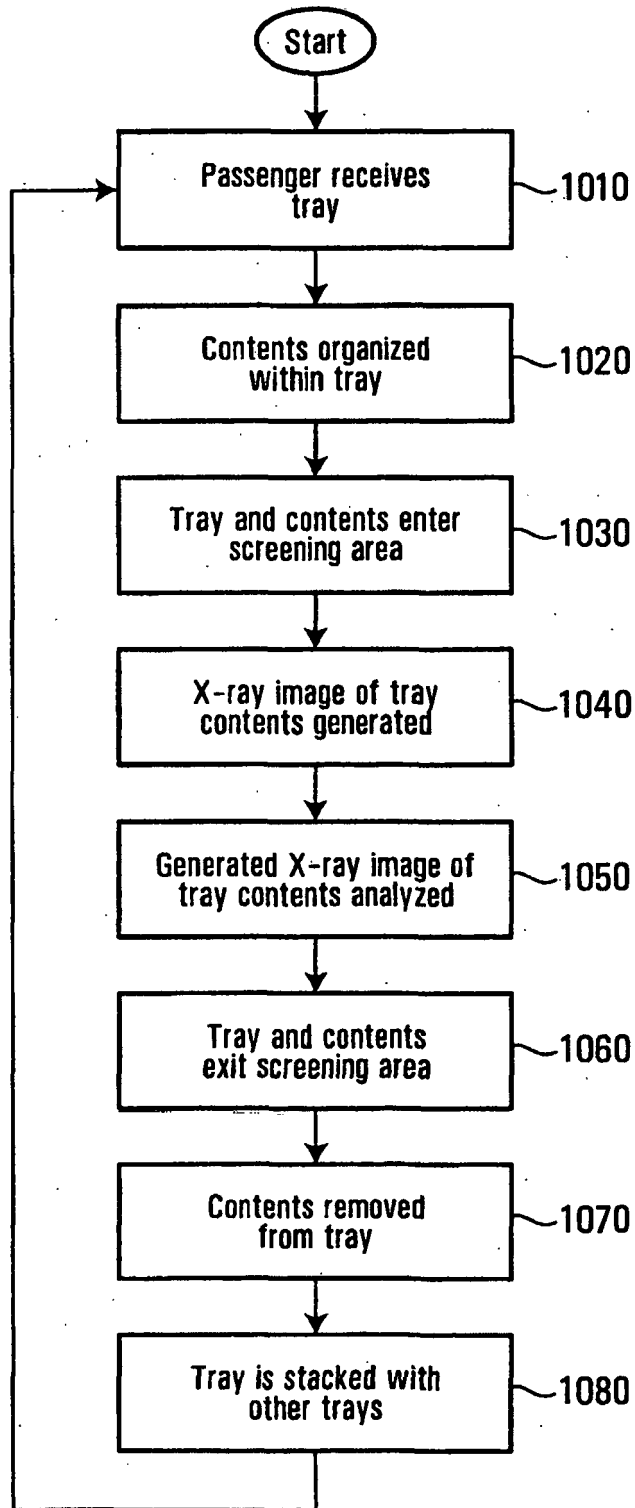 Start
Passenger receives
tray
1010
Contents organized
within tray
1020
Tray and contents enter
screening area
1030
X-ray image of tray
contents generated
1040
Generated X-ray image of
tray contents analyzed
1050
Tray and contents
exit screening area
1060
Contents removed
from tray
1070
Tray is stacked with
other trays
1080